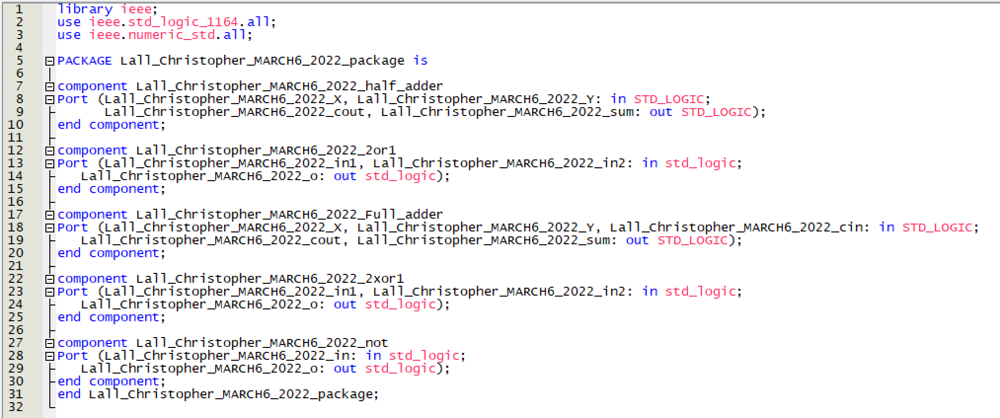 1 library ieee;
2 use ieee.std_logic_1164.all;
3 use ieee.numeric_std.all;
4
5 PACKAGE Lall_Christopher_MARCH6_2022_package is
6
7 component Lall_Christopher_MARCH6_2022_half_adder
8 Port (Lall_Christopher_MARCH6_2022_X, Lall_Christopher_MARCH6_2022_Y: in STD_LOGIC;
9 Lall_Christopher_MARCH6_2022_cout, Lall_Christopher_MARCH6_2022_sum: out STD_LOGIC);
10 end component;
11
12 component Lall_Christopher_MARCH6_2022_2or1
13 Port (Lall_Christopher_MARCH6_2022_in1, Lall_Christopher_MARCH6_2022_in2: in std_logic;
14 Lall_Christopher_MARCH6_2022_o: out std_logic);
15 end component;
16
17 component Lall_Christopher_MARCH6_2022_Full_adder
18 Port (Lall_Christopher_MARCH6_2022_X, Lall_Christopher_MARCH6_2022_Y, Lall_Christopher_MARCH6_2022_cin: in STD_LOGIC;
19 Lall_Christopher_MARCH6_2022_cout, Lall_Christopher_MARCH6_2022_sum: out STD_LOGIC);
20 end component;
21
22 component Lall_Christopher_MARCH6_2022_2xor1
23 Port (Lall_Christopher_MARCH6_2022_in1, Lall_Christopher_MARCH6_2022_in2: in std_logic;
24 Lall_Christopher_MARCH6_2022_o: out std_logic);
25 end component;
26
27 component Lall_Christopher_MARCH6_2022_not
28 Port (Lall_Christopher_MARCH6_2022_in: in std_logic;
29 Lall_Christopher_MARCH6_2022_o: out std_logic);
30 end component;
31 end Lall_Christopher_MARCH6_2022_package;
32